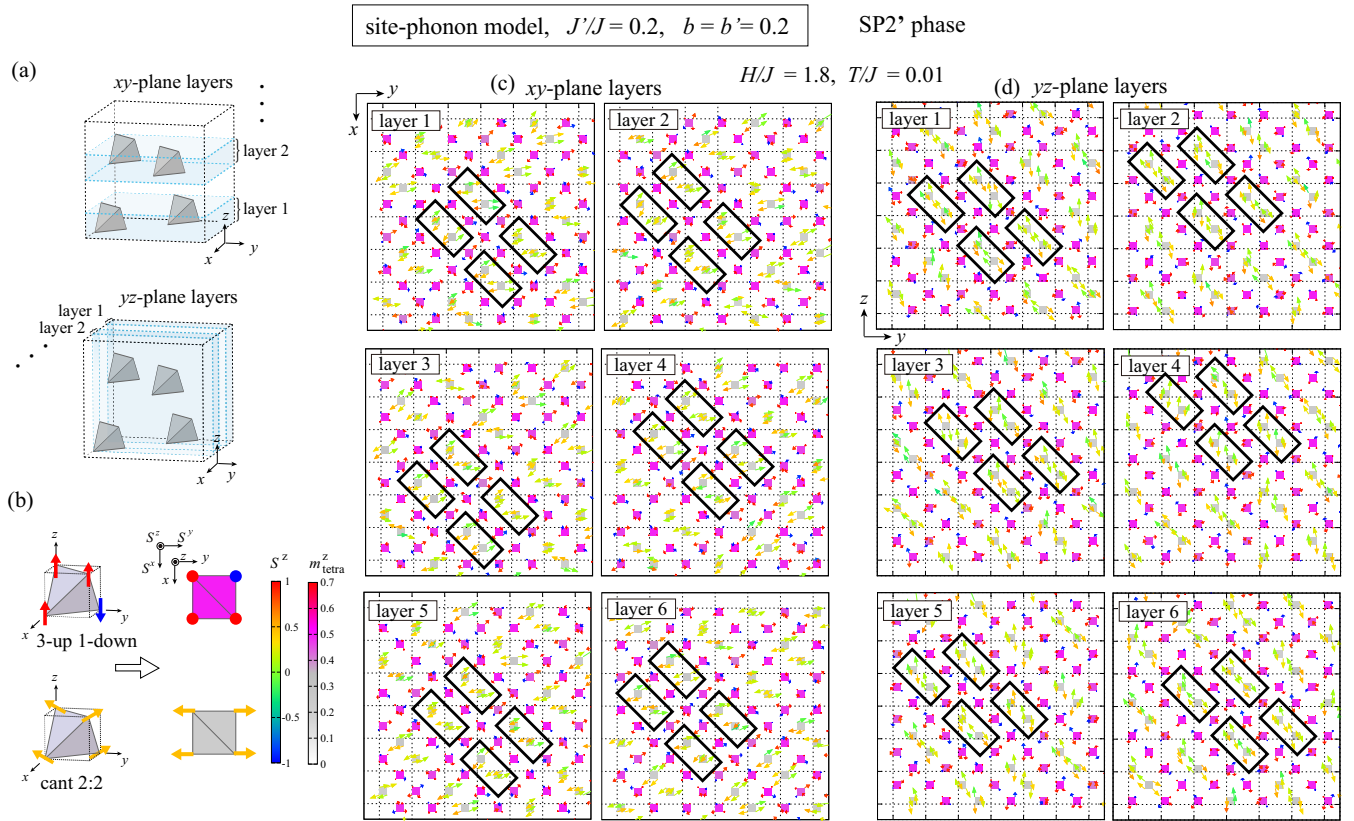 site-phonon model, J'/J = 0.2, b = b'= 0.2
SP2' phase
H/J = 1.8, T/J = 0.01
(a)
xy-plane layers
layer 2
layer 1
z
y
x
yz-plane layers
layer 1
layer 2
z
y
x
(b)
z
y
x
3-up 1-down
S^z
S^y
S^x
z
y
x
z
y
x
cant 2:2
S^z
1
0.5
0
-0.5
-1
m^z_tetra
0.7
0.6
0.5
0.4
0.3
0.2
0.1
0
(c) xy-plane layers
y
x
layer 1
layer 2
layer 3
layer 4
layer 5
layer 6
(d) yz-plane layers
z
y
layer 1
layer 2
layer 3
layer 4
layer 5
layer 6